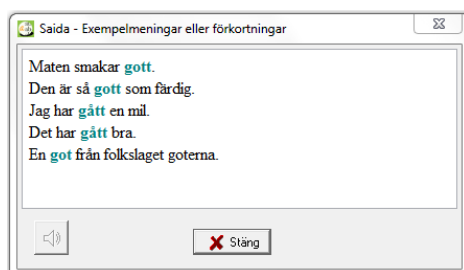 Saida - Exempelmeningar eller förkortningar
Maten smakar gott.
Den är så gott som färdig.
Jag har gått en mil.
Det har gått bra.
En got från folkslaget goterna.
Stäng